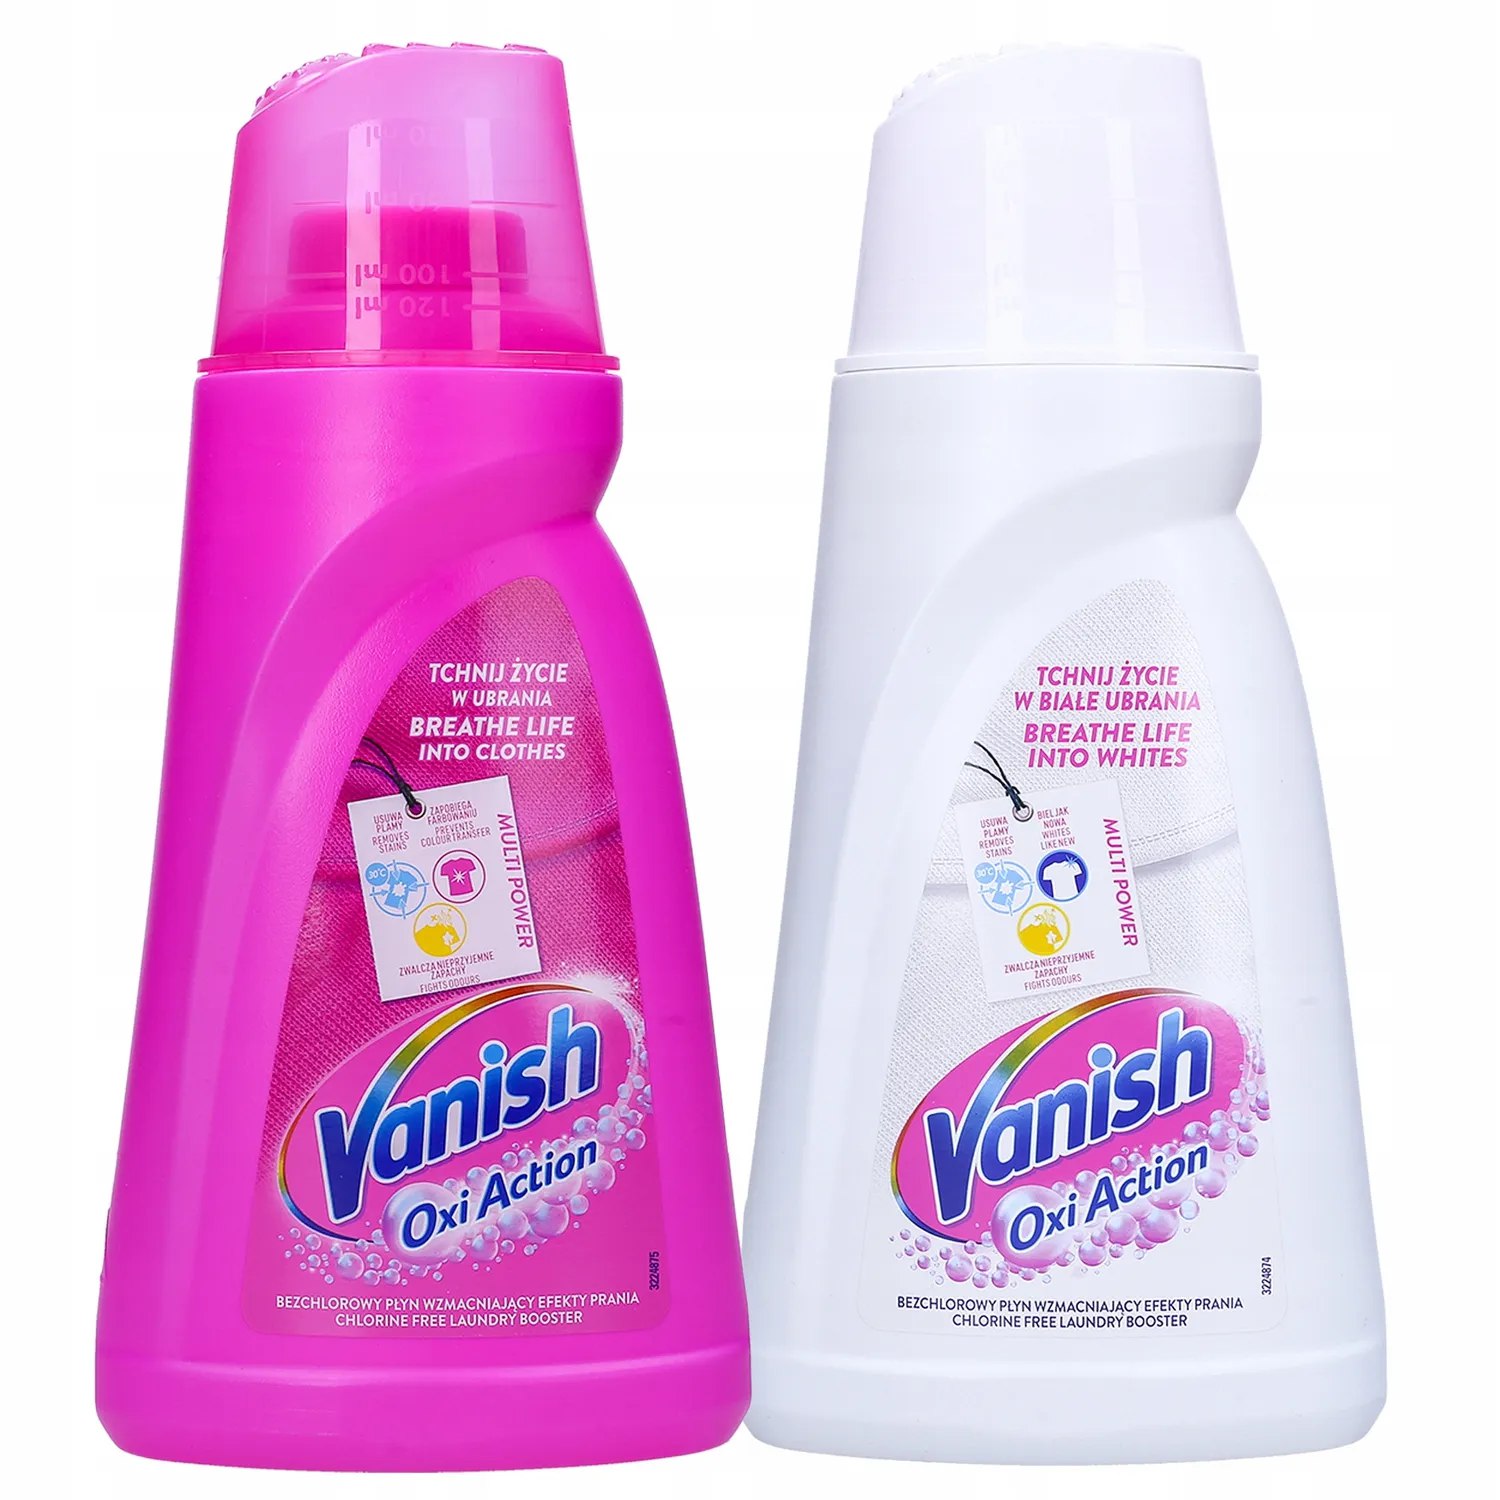 100 ml
120 ml
TCHNIJ ŻYCIE
W UBRANIA
BREATHE LIFE
INTO CLOTHES
USUWA
PLAMY
REMOVES
STAINS
ZAPOBIEGA
FARBOWANIU
PREVENTS
COLOUR TRANSFER
30°C
MULTI POWER
ZWALCZA NIEPRZYJEMNE
ZAPACHY
FIGHTS ODOURS
Vanish
Oxi Action
3224875
BEZCHLOROWY PŁYN WZMACNIAJĄCY EFEKTY PRANIA
CHLORINE FREE LAUNDRY BOOSTER
TCHNIJ ŻYCIE
W BIAŁE UBRANIA
BREATHE LIFE
INTO WHITES
USUWA
PLAMY
REMOVES
STAINS
BIEL JAK
NOWA
WHITES
LIKE NEW
30°C
MULTI POWER
ZWALCZA NIEPRZYJEMNE
ZAPACHY
FIGHTS ODOURS
Vanish
Oxi Action
3224874
BEZCHLOROWY PŁYN WZMACNIAJĄCY EFEKTY PRANIA
CHLORINE FREE LAUNDRY BOOSTER